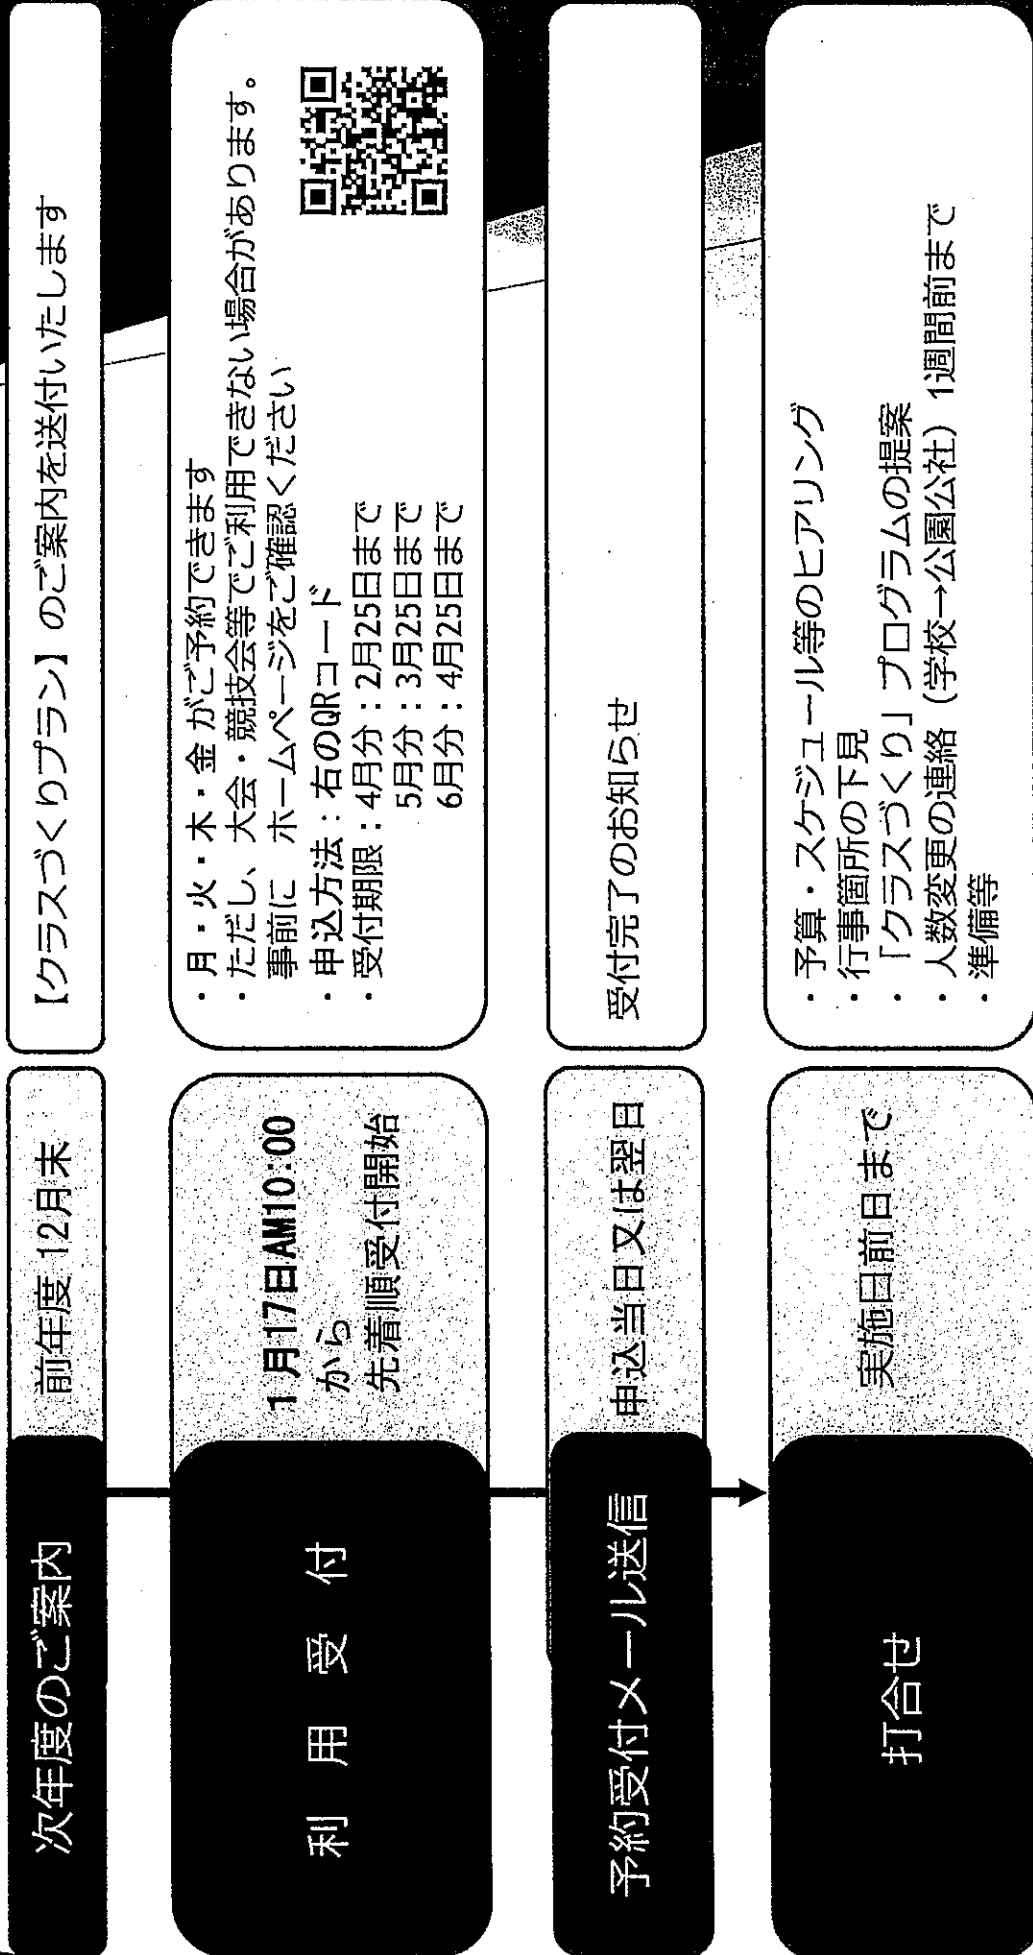 次年度のご案内
前年度 12月末
【クラスづくりプラン】のご案内を送付いたします
利用受付
1月17日AM10:00
から
先着順受付開始
・月・火・木・金 がご予約できます
・ただし、大会・競技会等でご利用できない場合があります。
事前に ホームページをご確認ください
・申込方法：右のQRコード
・受付期限：4月分：2月25日まで
5月分：3月25日まで
6月分：4月25日まで
予約受付メール送信
申込当日又は翌日
受付完了のお知らせ
打合せ
実施日前日まで
・予算・スケジュール等のヒアリング
・行事箇所の下見
・「クラスづくり」プログラムの提案
・人数変更の連絡（学校→公園公社） 1週間前まで
・準備等